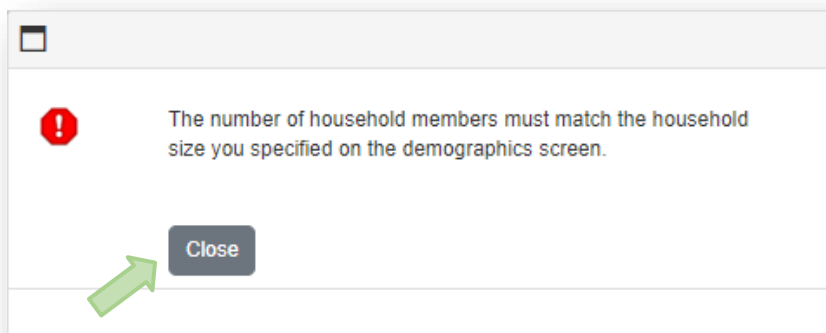 The number of household members must match the household
size you specified on the demographics screen.
Close